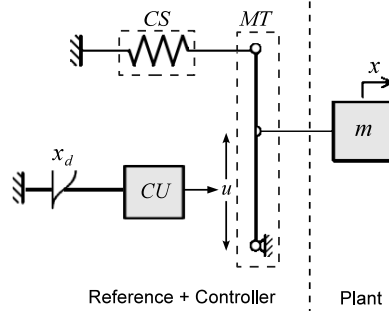 CS
MT
x
m
x_d
CU
u
Reference + Controller
Plant